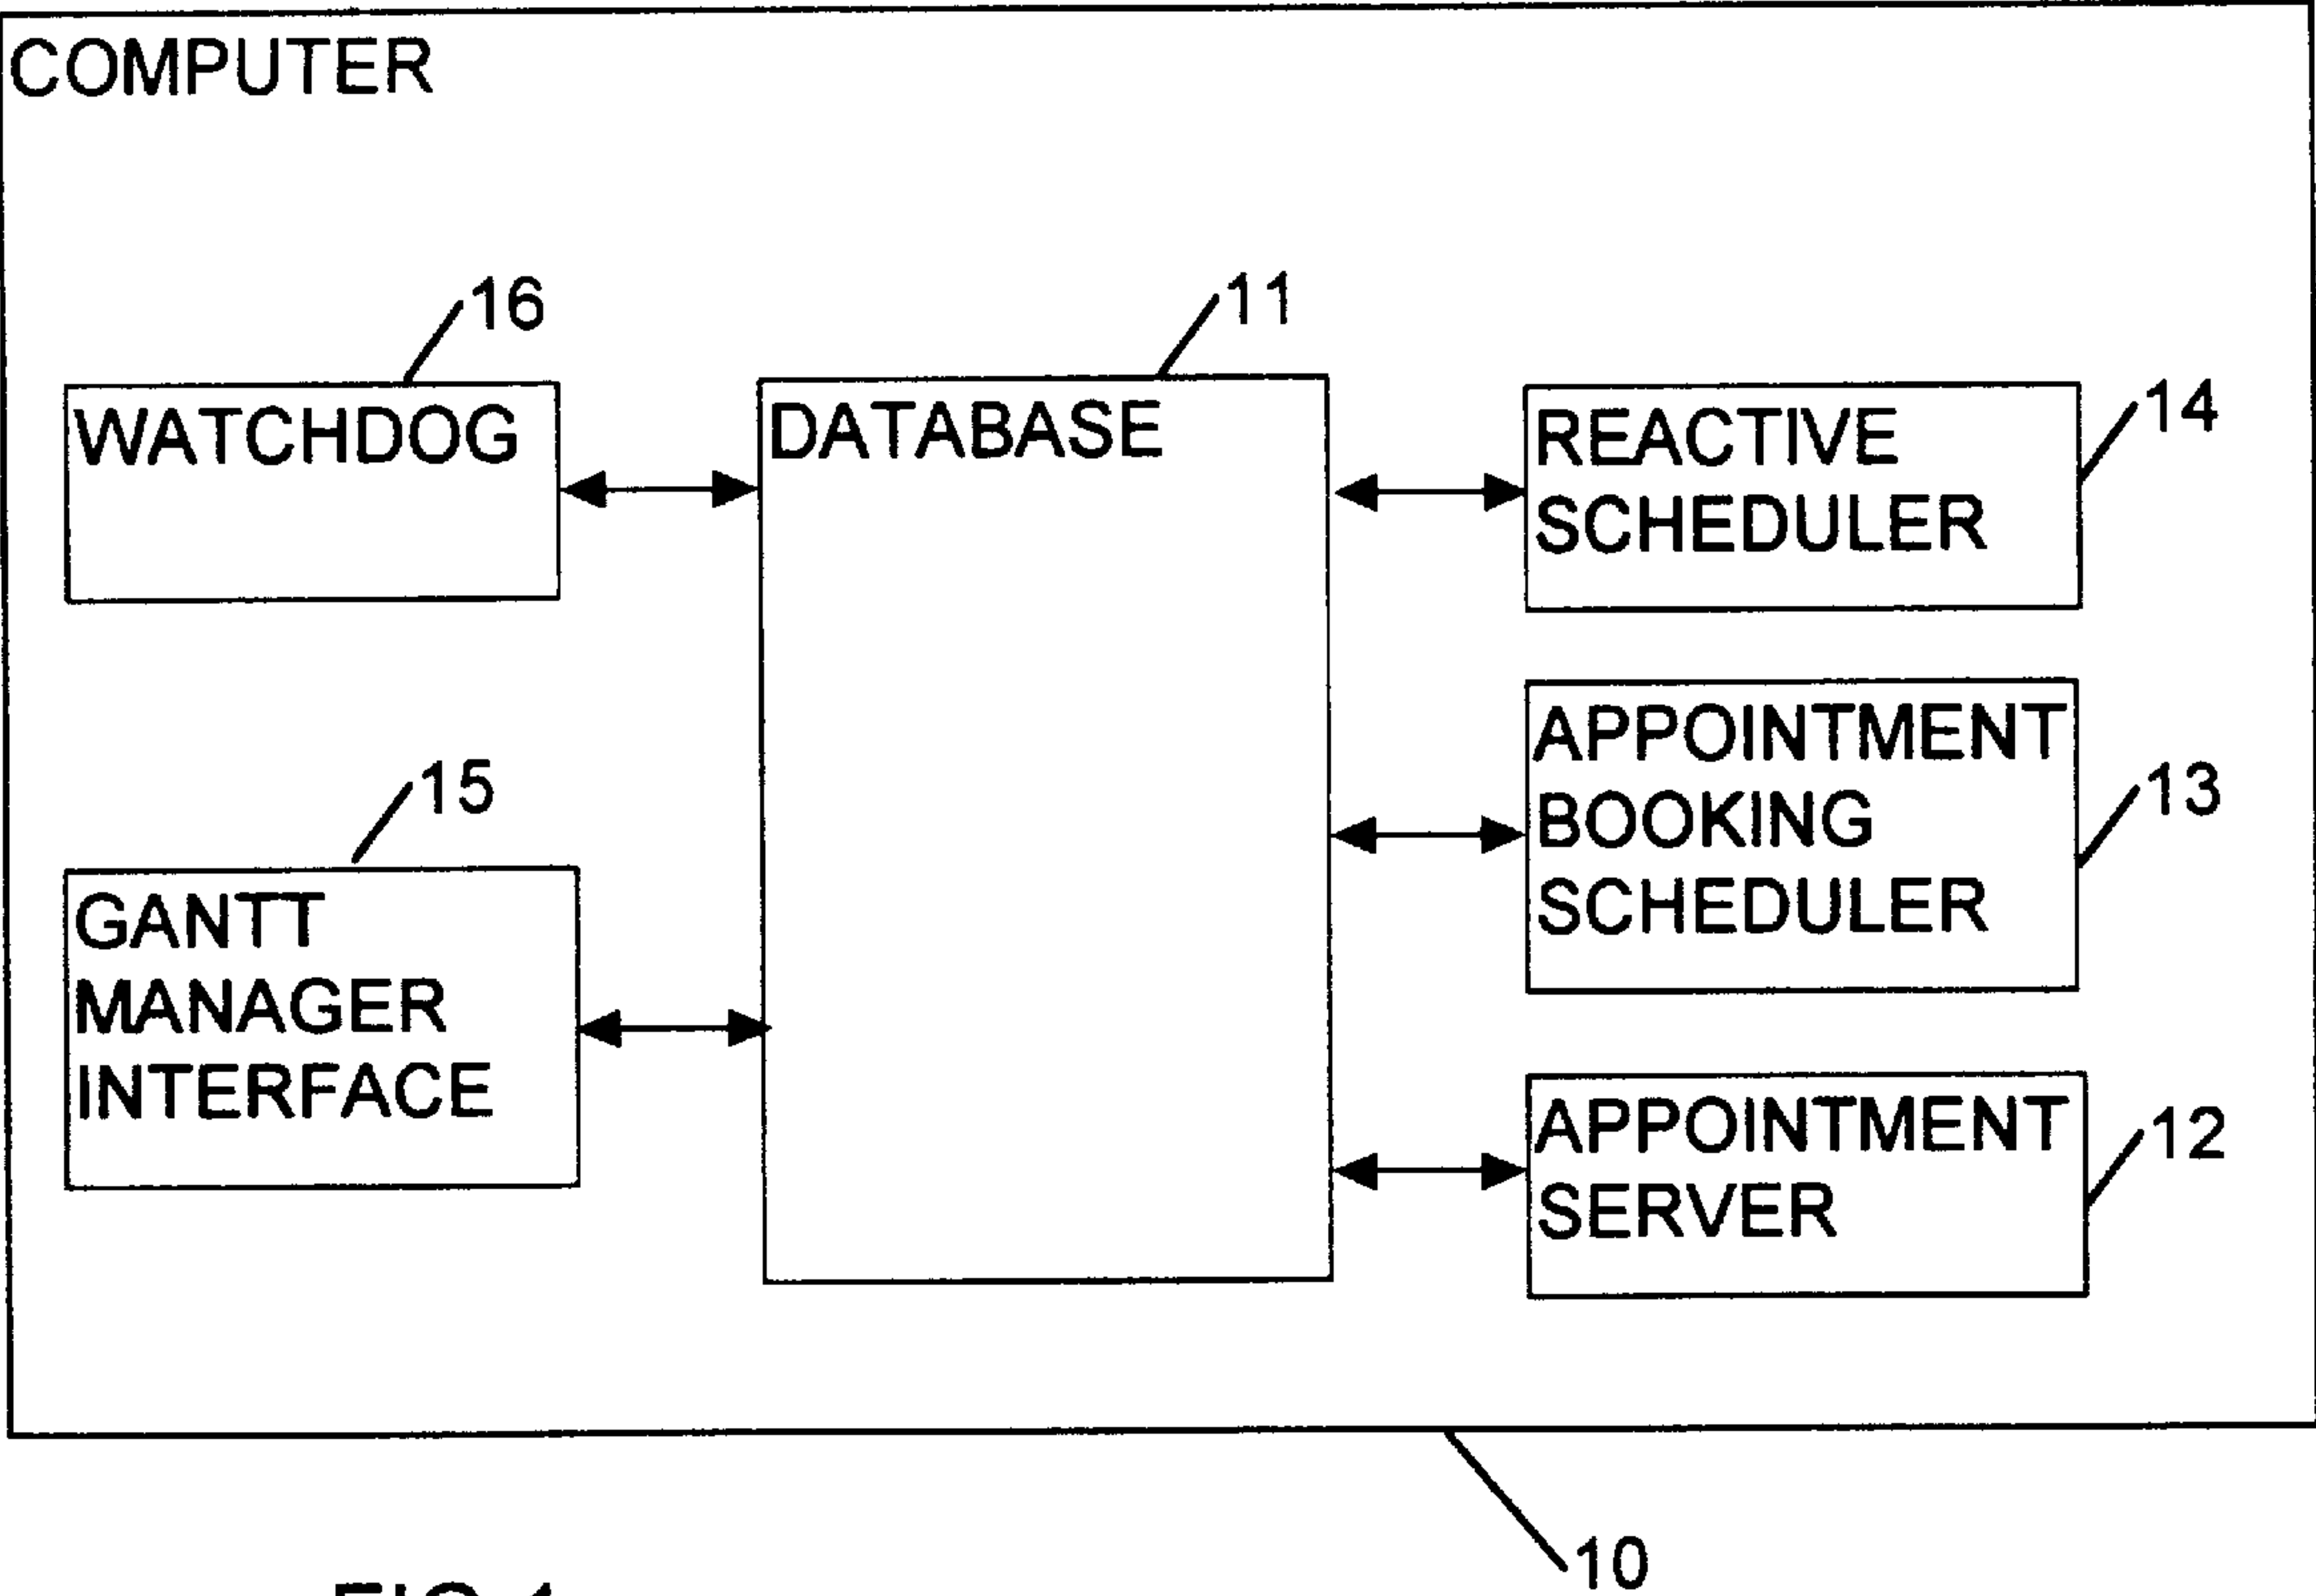 COMPUTER
16
11
WATCHDOG
DATABASE
14
REACTIVE
SCHEDULER
15
13
APPOINTMENT
BOOKING
SCHEDULER
GANTT
MANAGER
INTERFACE
12
APPOINTMENT
SERVER
10